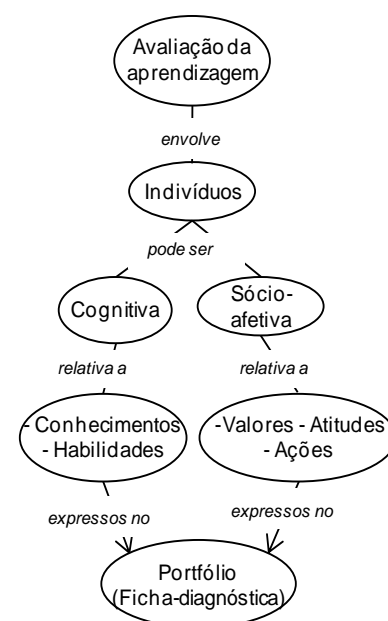 Avaliação da
aprendizagem
envolve
Indivíduos
pode ser
Cognitiva
Sócio-
afetiva
relativa a
relativa a
- Conhecimentos
- Habilidades
-Valores - Atitudes
- Ações
expressos no
expressos no
Portfólio
(Ficha-diagnóstica)